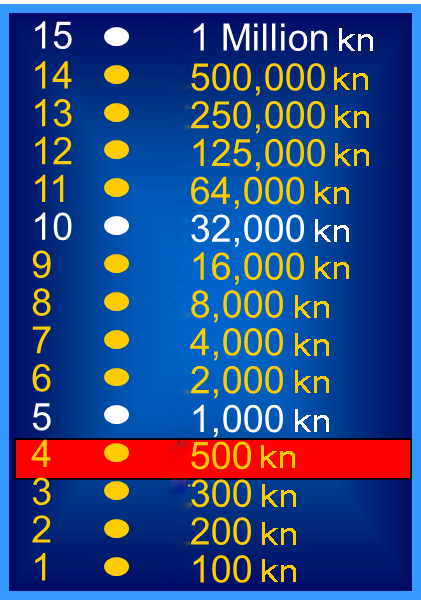 15 1 Million kn
14 500,000 kn
13 250,000 kn
12 125,000 kn
11 64,000 kn
10 32,000 kn
9 16,000 kn
8 8,000 kn
7 4,000 kn
6 2,000 kn
5 1,000 kn
4 500 kn
3 300 kn
2 200 kn
1 100 kn